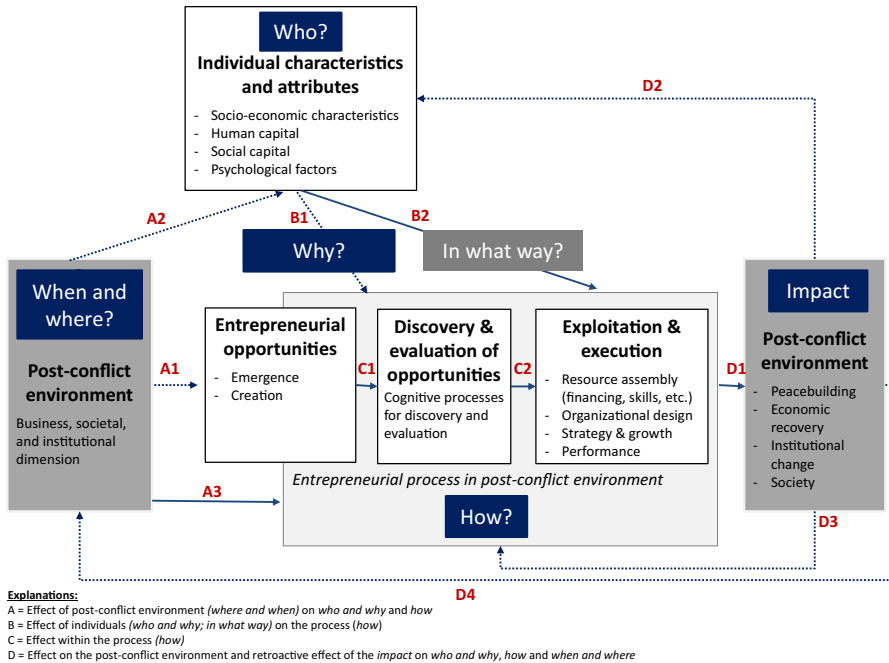 Who?
Individual characteristics
and attributes
- Socio-economic characteristics
- Human capital
- Social capital
- Psychological factors
D2
A2
B1
B2
Why?
In what way?
When and
where?
Post-conflict
environment
Business, societal,
and institutional
dimension
A1
A3
Entrepreneurial
opportunities
- Emergence
- Creation
C1
Discovery &
evaluation of
opportunities
Cognitive processes
for discovery and
evaluation
C2
Exploitation &
execution
- Resource assembly
(financing, skills, etc.)
- Organizational design
- Strategy & growth
- Performance
Entrepreneurial process in post-conflict environment
How?
D1
Impact
Post-conflict
environment
- Peacebuilding
- Economic
recovery
- Institutional
change
- Society
D3
D4
Explanations:
A = Effect of post-conflict environment (where and when) on who and why and how
B = Effect of individuals (who and why; in what way) on the process (how)
C = Effect within the process (how)
D = Effect on the post-conflict environment and retroactive effect of the impact on who and why, how and when and where